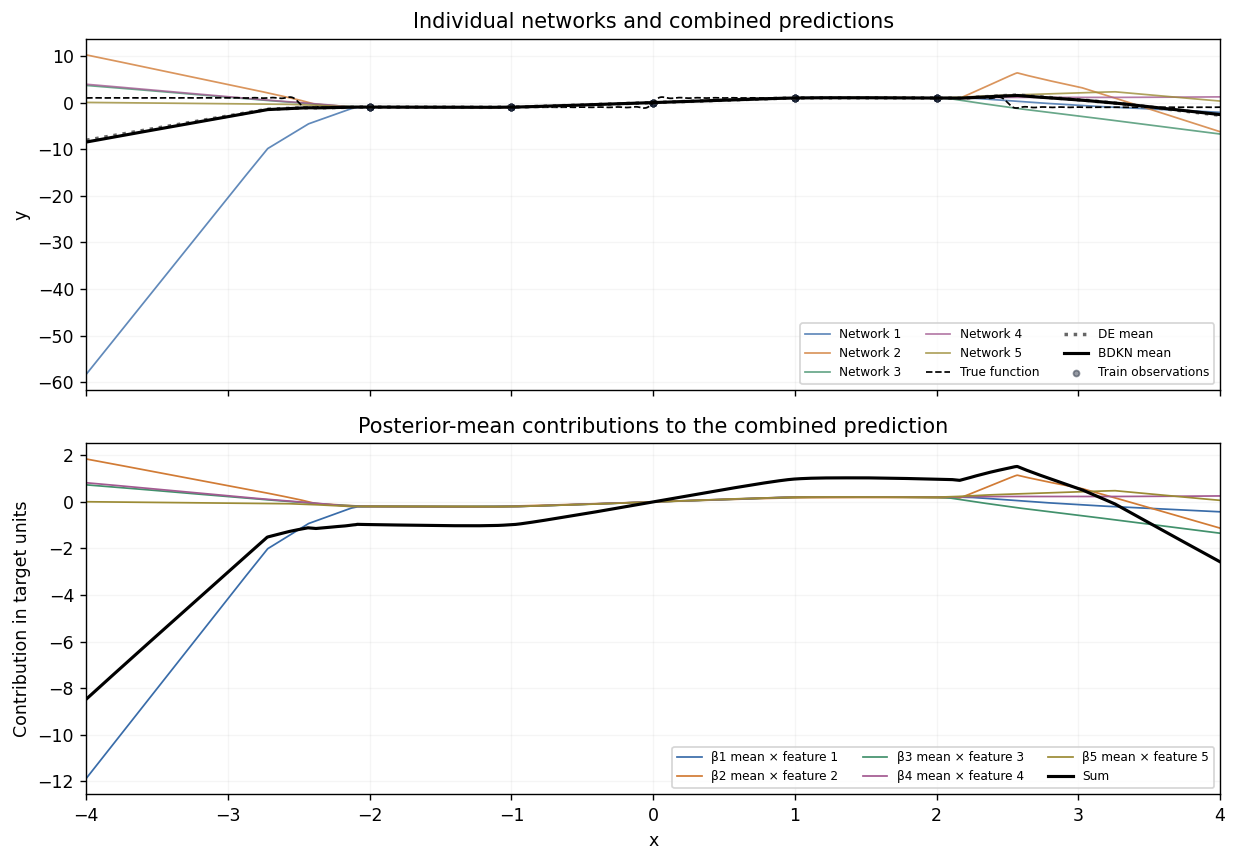 Individual networks and combined predictions
10
0
−10
−20
−30
−40
−50
−60
y
Network 1
Network 2
Network 3
Network 4
Network 5
True function
DE mean
BDKN mean
Train observations
Posterior-mean contributions to the combined prediction
2
0
−2
−4
−6
−8
−10
−12
Contribution in target units
β1 mean × feature 1
β2 mean × feature 2
β3 mean × feature 3
β4 mean × feature 4
β5 mean × feature 5
Sum
−4 −3 −2 −1 0 1 2 3 4
x